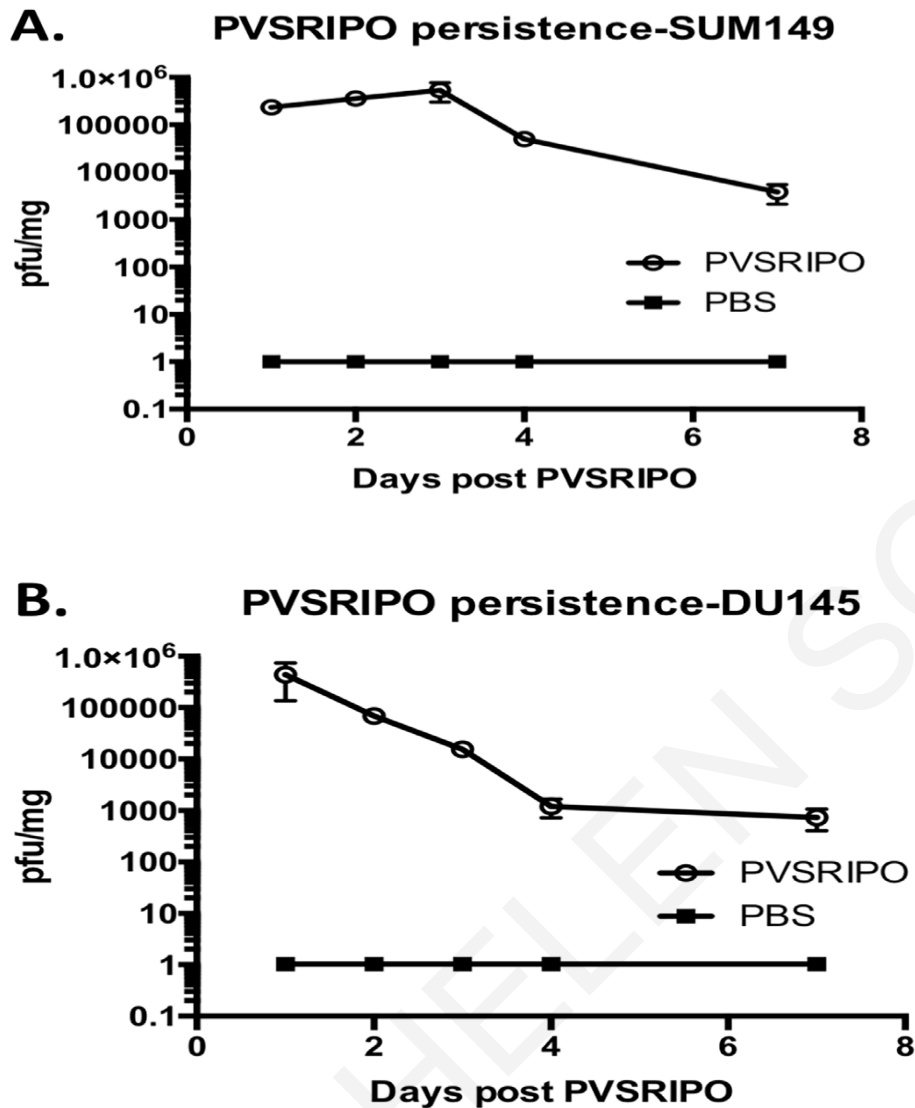 A. PVSRIPO persistence-SUM149
1.0×10⁶
100000
10000
1000
100
10
1
0.1
pfu/mg
PVSRIPO
PBS
0 2 4 6 8
Days post PVSRIPO
B. PVSRIPO persistence-DU145
1.0×10⁶
100000
10000
1000
100
10
1
0.1
pfu/mg
PVSRIPO
PBS
0 2 4 6 8
Days post PVSRIPO
HELEN